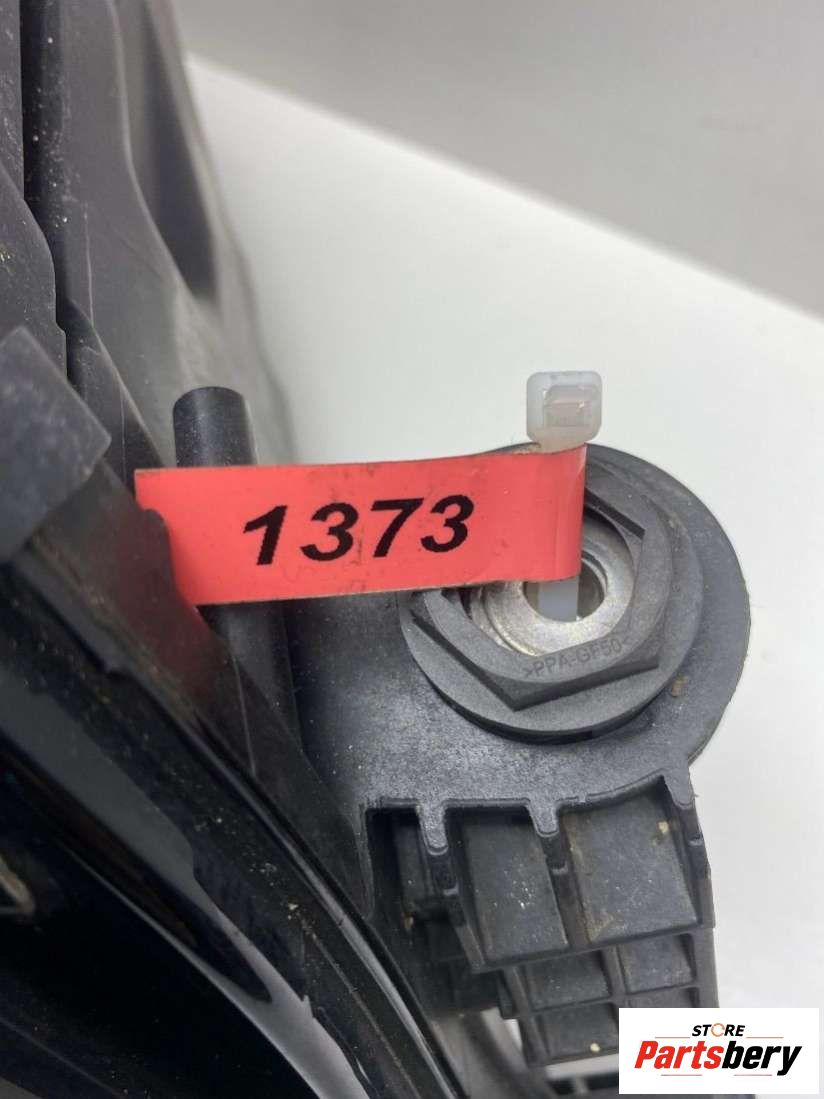 1373
>PPA-GF50<
STORE
Partsbery